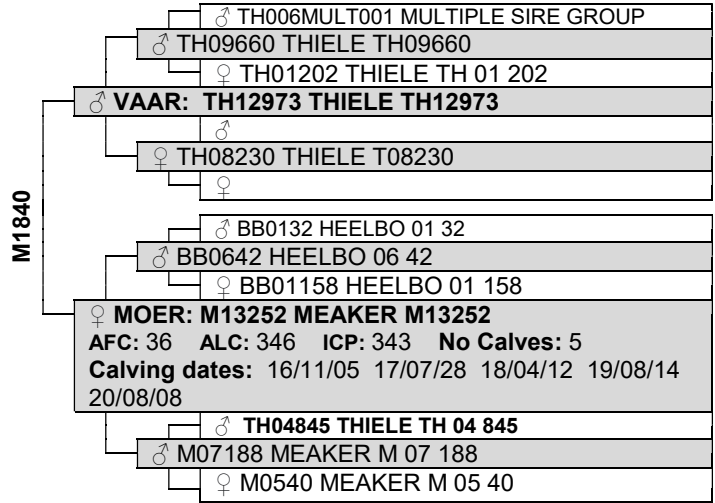 ♂ TH006MULT001 MULTIPLE SIRE GROUP
♂ TH09660 THIELE TH09660
♀ TH01202 THIELE TH 01 202
♂ VAAR: TH12973 THIELE TH12973
♂
♀ TH08230 THIELE T08230
♀
M1840
♂ BB0132 HEELBO 01 32
♂ BB0642 HEELBO 06 42
♀ BB01158 HEELBO 01 158
♀ MOER: M13252 MEAKER M13252
AFC: 36 ALC: 346 ICP: 343 No Calves: 5
Calving dates: 16/11/05 17/07/28 18/04/12 19/08/14
20/08/08
♂ TH04845 THIELE TH 04 845
♂ M07188 MEAKER M 07 188
♀ M0540 MEAKER M 05 40